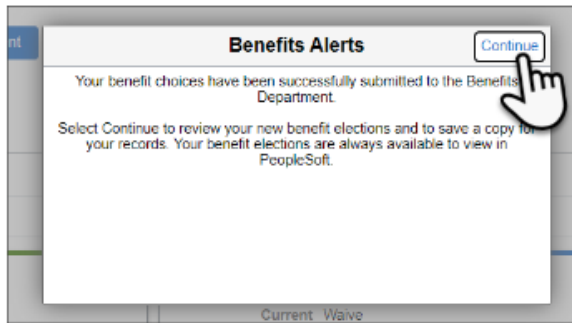 nt
Benefits Alerts
Continue
Your benefit choices have been successfully submitted to the Benefits
Department.
Select Continue to review your new benefit elections and to save a copy for
your records. Your benefit elections are always available to view in
PeopleSoft.
Current Waive